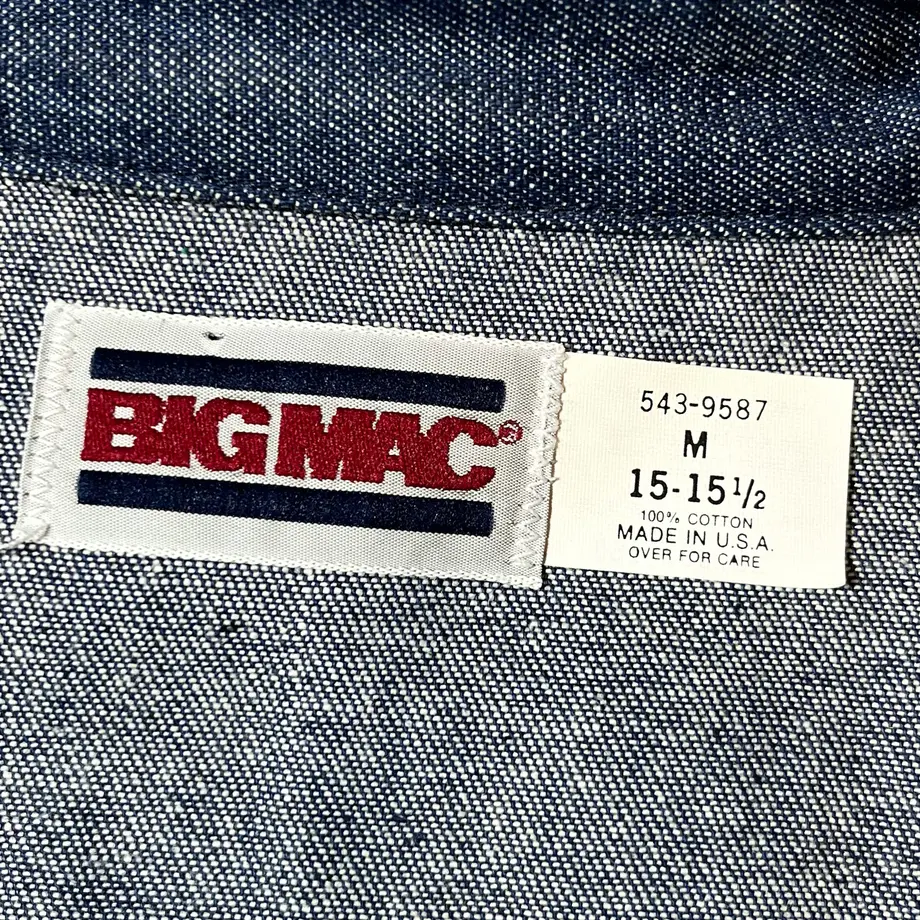 BIG MAC®
543-9587
M
15-15 1/2
100% COTTON
MADE IN U.S.A.
OVER FOR CARE